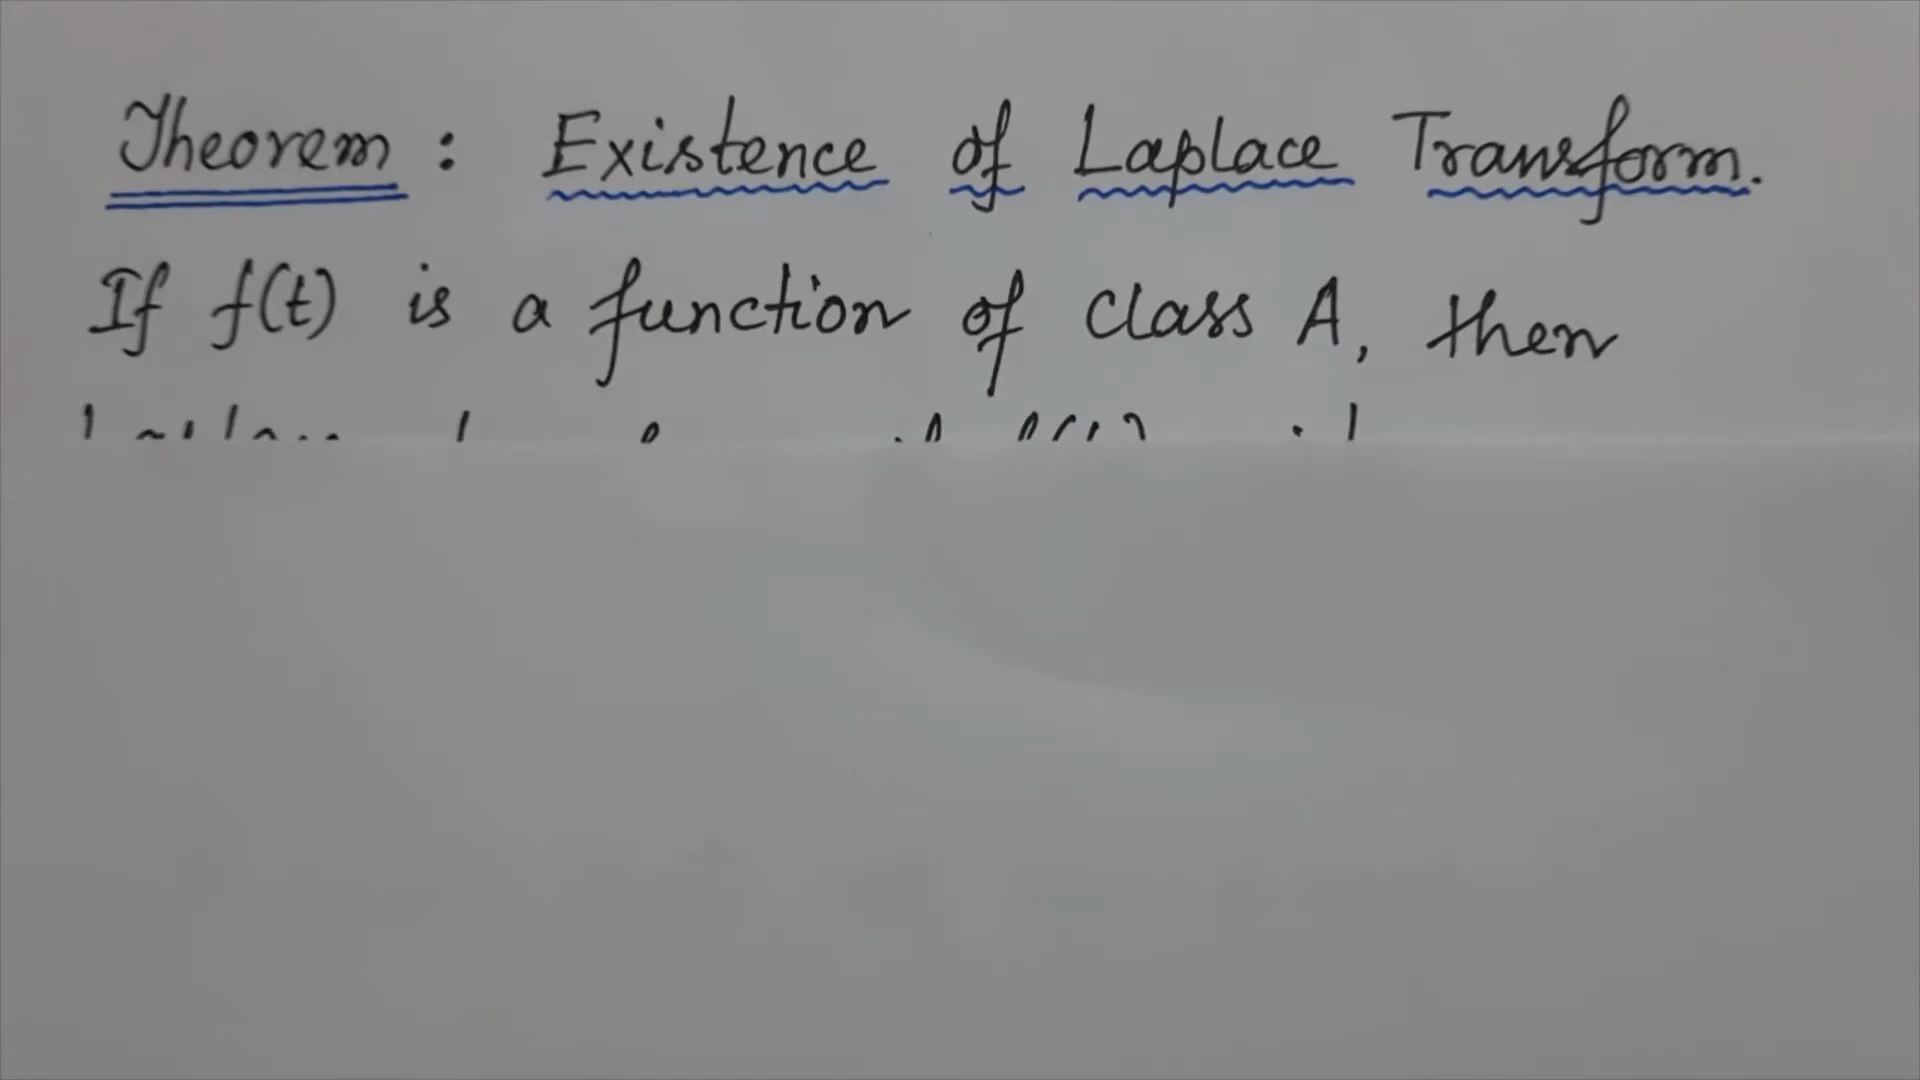 Theorem : Existence of Laplace Transform.
If f(t) is a function of class A, then